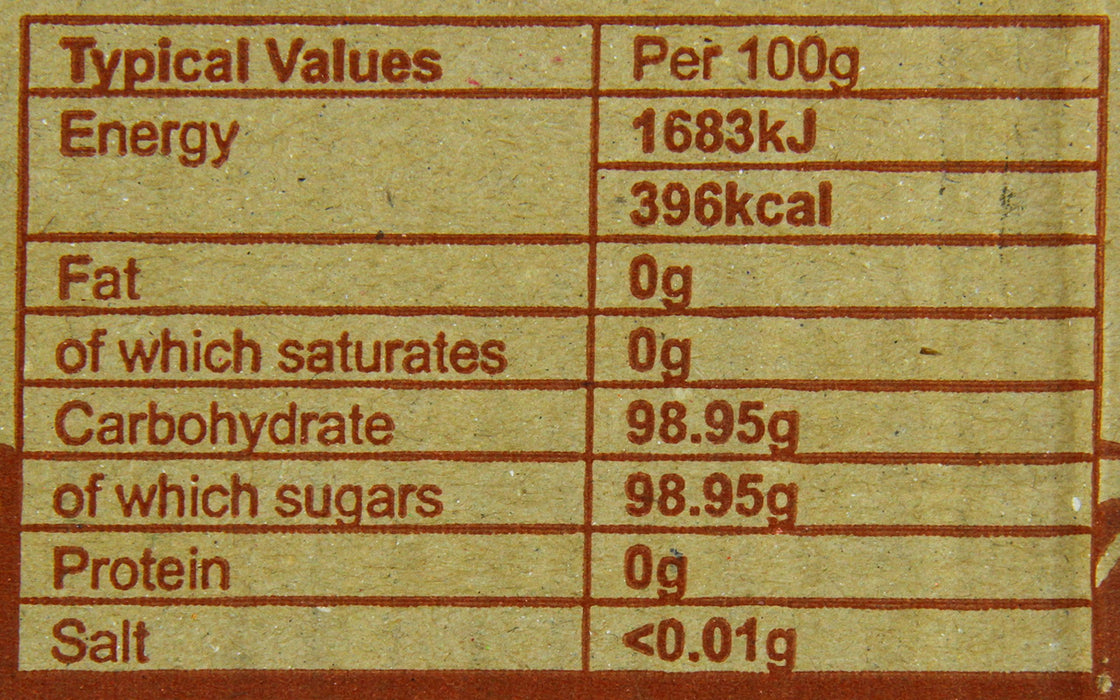 Typical Values Per 100g
Energy 1683kJ
396kcal
Fat 0g
of which saturates 0g
Carbohydrate 98.95g
of which sugars 98.95g
Protein 0g
Salt <0.01g